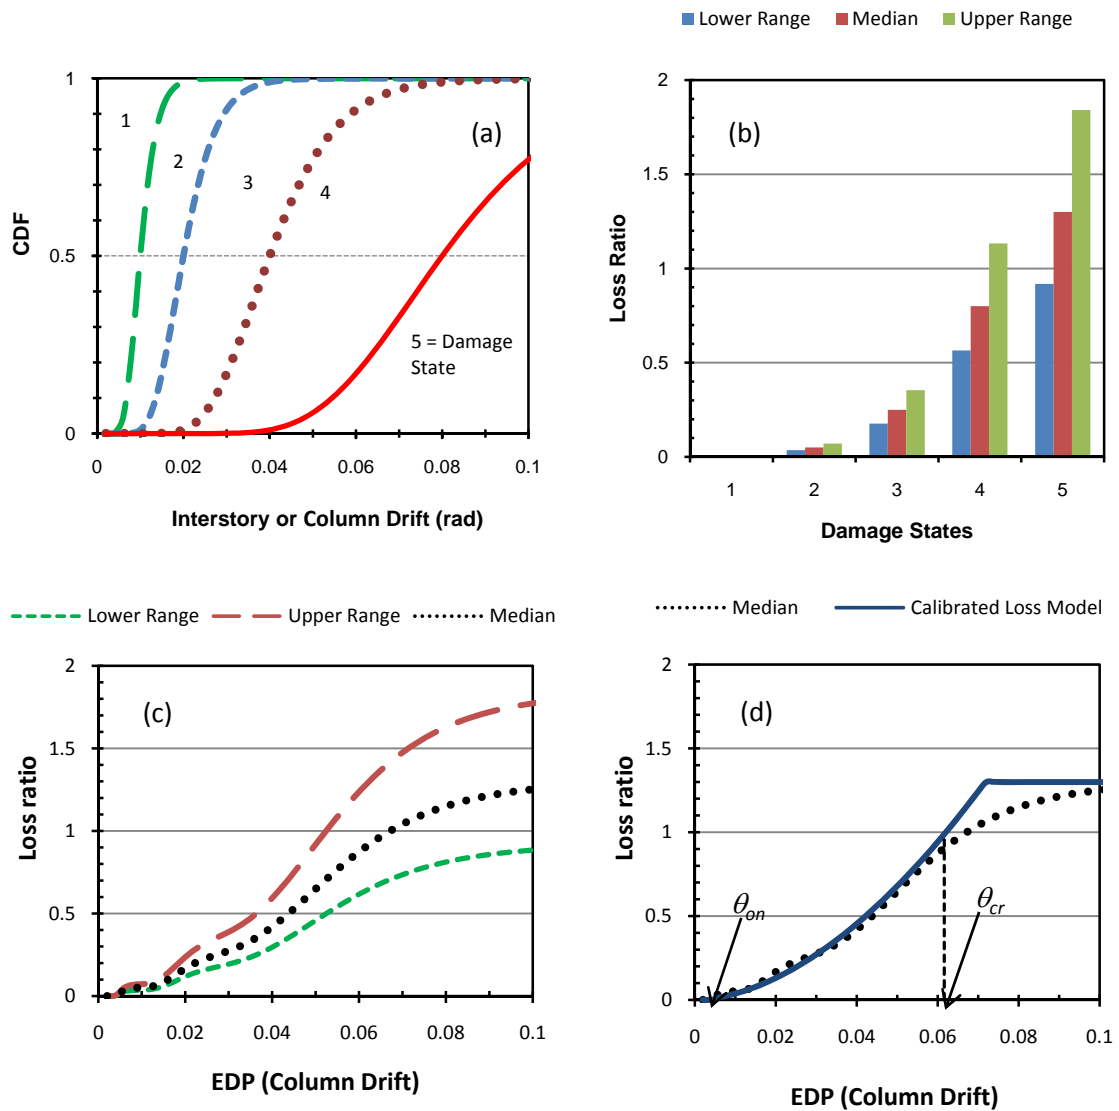 Lower Range Median Upper Range
1
0.5
0
CDF
1
2
3
4
(a)
5 = Damage
State
0 0.02 0.04 0.06 0.08 0.1
Interstory or Column Drift (rad)
2
1.5
1
0.5
0
Loss Ratio
(b)
1 2 3 4 5
Damage States
Lower Range Upper Range Median
2
1.5
1
0.5
0
Loss ratio
(c)
0 0.02 0.04 0.06 0.08 0.1
EDP (Column Drift)
Median Calibrated Loss Model
2
1.5
1
0.5
0
Loss ratio
(d)
θon
θcr
0 0.02 0.04 0.06 0.08 0.1
EDP (Column Drift)